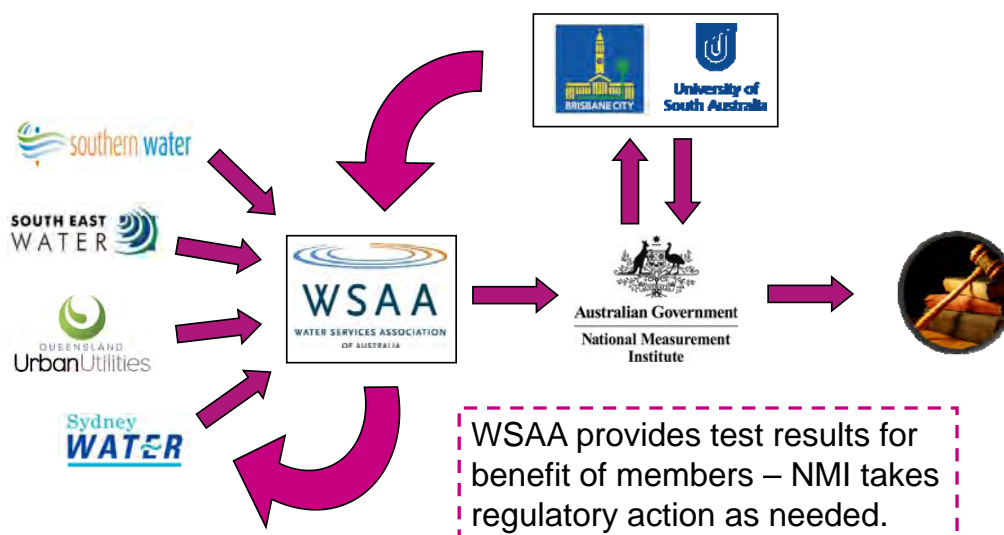 BRISBANE CITY
University of
South Australia
southern water
SOUTH EAST
WATER
QUEENSLAND
UrbanUtilities
Sydney
WATER
WSAA
WATER SERVICES ASSOCIATION
OF AUSTRALIA
Australian Government
National Measurement
Institute
WSAA provides test results for
benefit of members – NMI takes
regulatory action as needed.